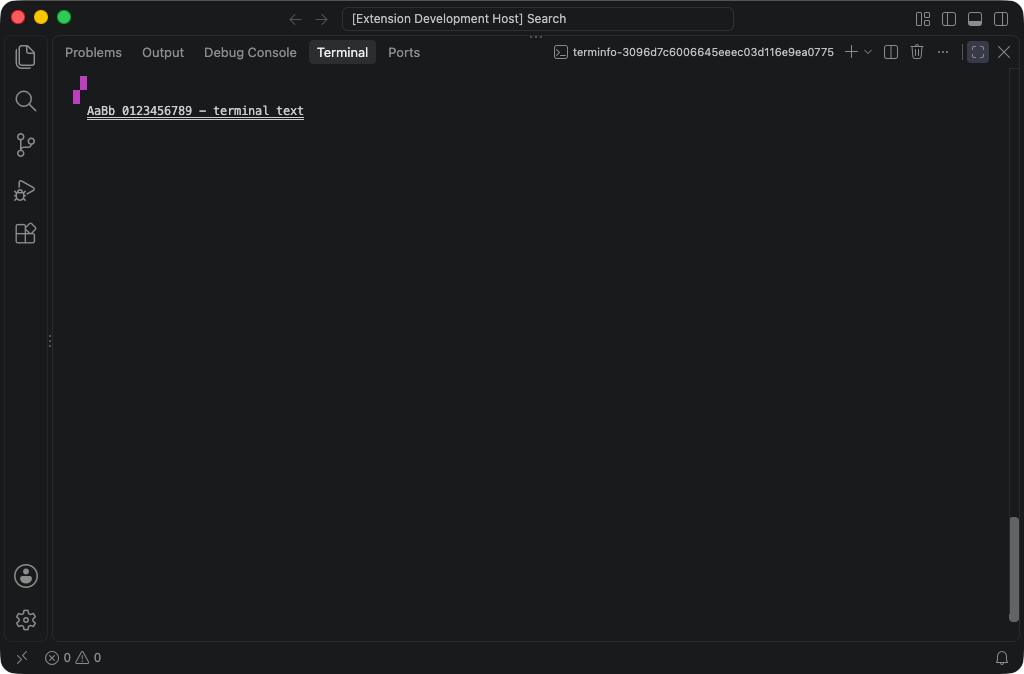 [Extension Development Host] Search
Problems Output Debug Console Terminal Ports
terminfo-3096d7c6006645eeec03d116e9ea0775
AaBb 0123456789 – terminal text
0 0